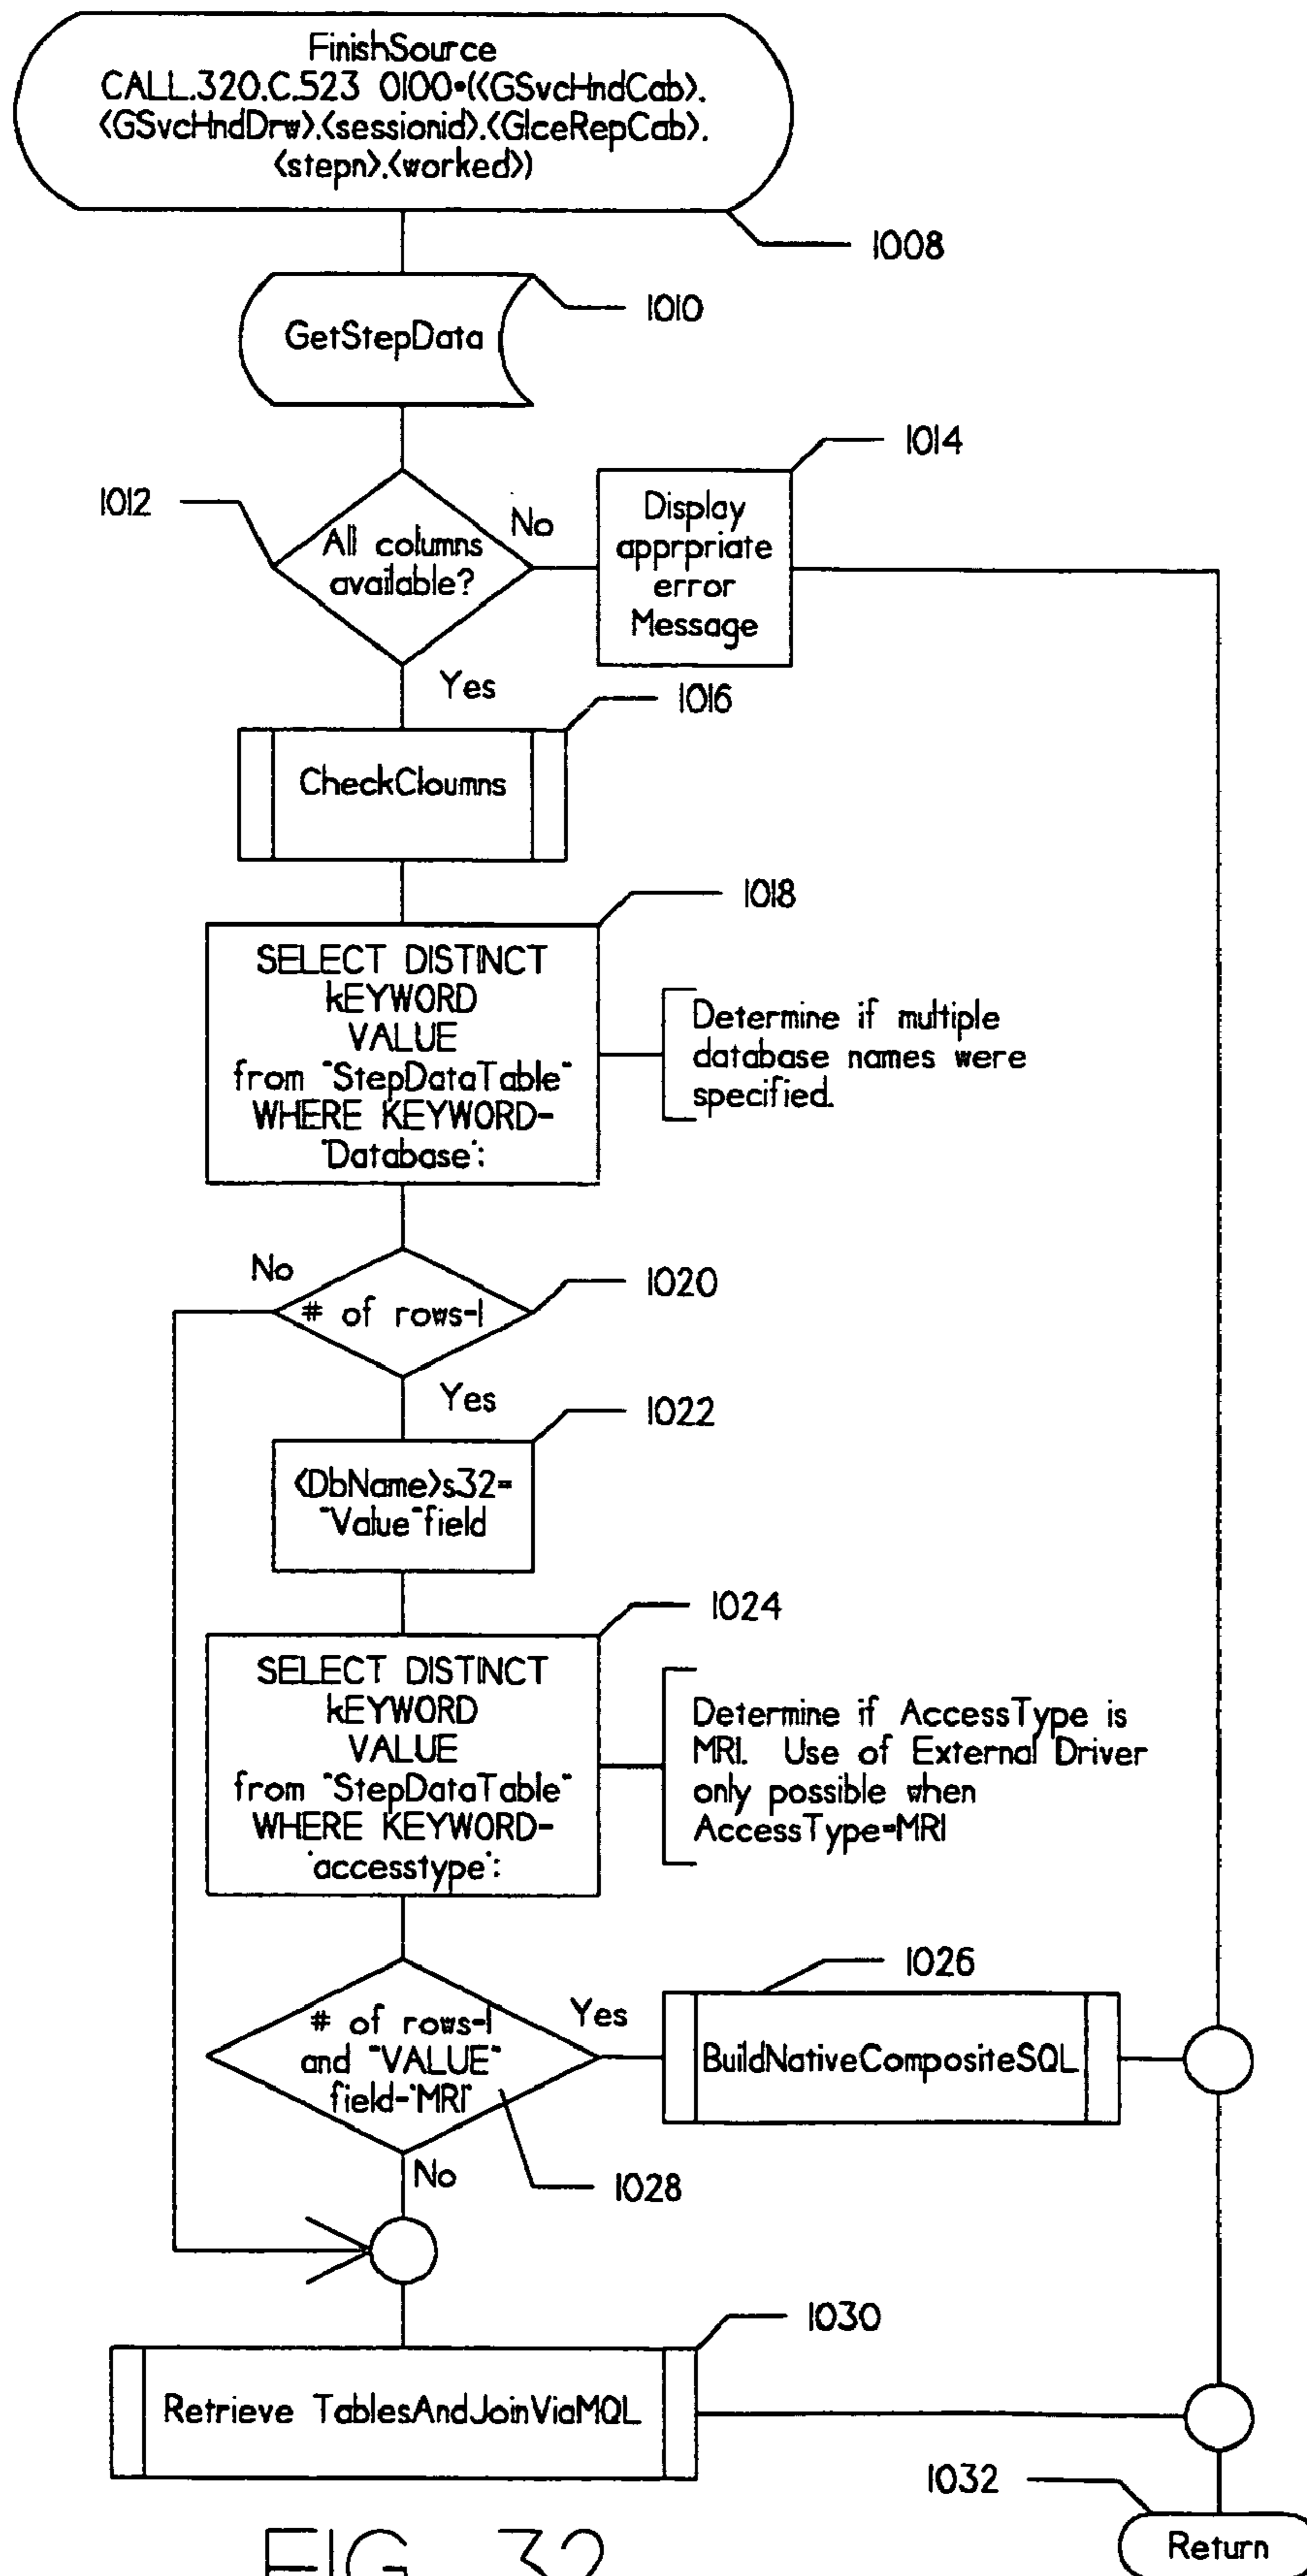 FinishSource
CALL.320.C.523 0100•(<GSvcHndCab>.
<GSvcHndDrw>.<sessionid>.<GIceRepCab>.
<stepn>.<worked>)
1008
GetStepData
1010
1012
All columns
available?
No
Yes
Display
apprpriate
error
Message
1014
CheckCloumns
1016
SELECT DISTINCT
kEYWORD
VALUE
from "StepDataTable"
WHERE KEYWORD-
'Database':
1018
Determine if multiple
database names were
specified.
No
# of rows-1
1020
Yes
<DbName>s32=
"Value"field
1022
SELECT DISTINCT
kEYWORD
VALUE
from "StepDataTable"
WHERE KEYWORD-
'accesstype':
1024
Determine if AccessType is
MRI. Use of External Driver
only possible when
AccessType=MRI
# of rows-1
and "VALUE"
field-'MRI'
Yes
1026
BuildNativeCompositeSQL
No
1028
1030
Retrieve TablesAndJoinViaMQL
1032
Return
FIG. 32